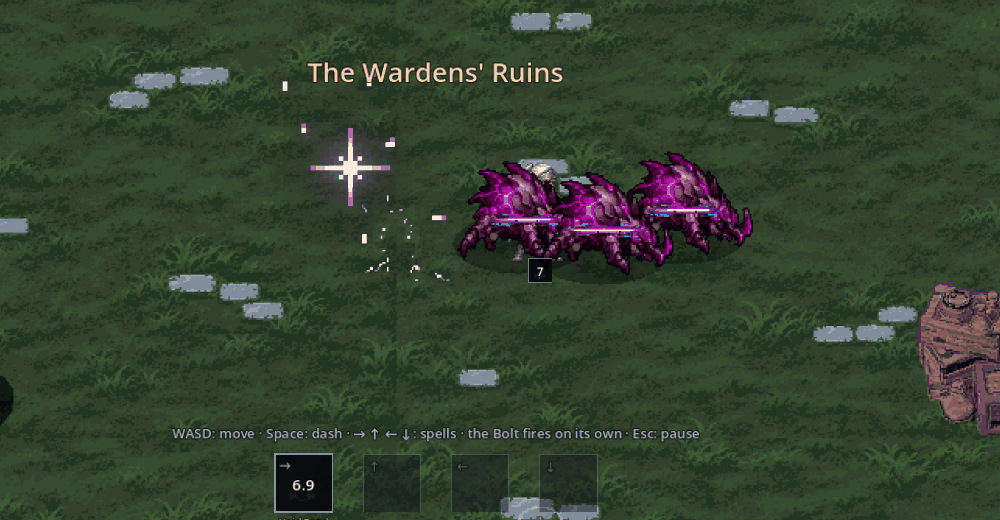 The Wardens' Ruins
7
WASD: move · Space: dash · → ↑ ← ↓: spells · the Bolt fires on its own · Esc: pause
→ ↑ ← ↓
6.9